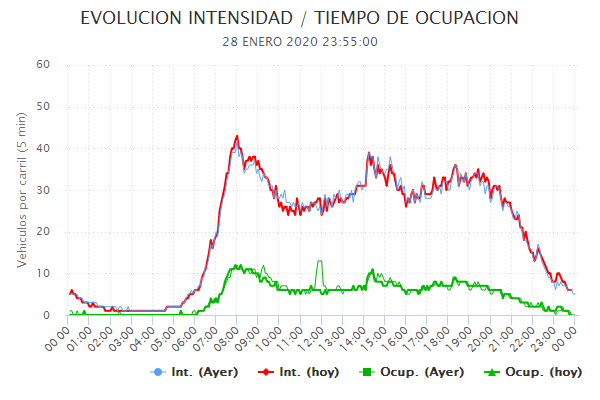 EVOLUCION INTENSIDAD / TIEMPO DE OCUPACION
28 ENERO 2020 23:55:00
Vehiculos por carril (5 min)
60
50
40
30
20
10
0
00:00 01:00 02:00 03:00 04:00 05:00 06:00 07:00 08:00 09:00 10:00 11:00 12:00 13:00 14:00 15:00 16:00 17:00 18:00 19:00 20:00 21:00 22:00 23:00 00:00
Int. (Ayer) Int. (hoy) Ocup. (Ayer) Ocup. (hoy)